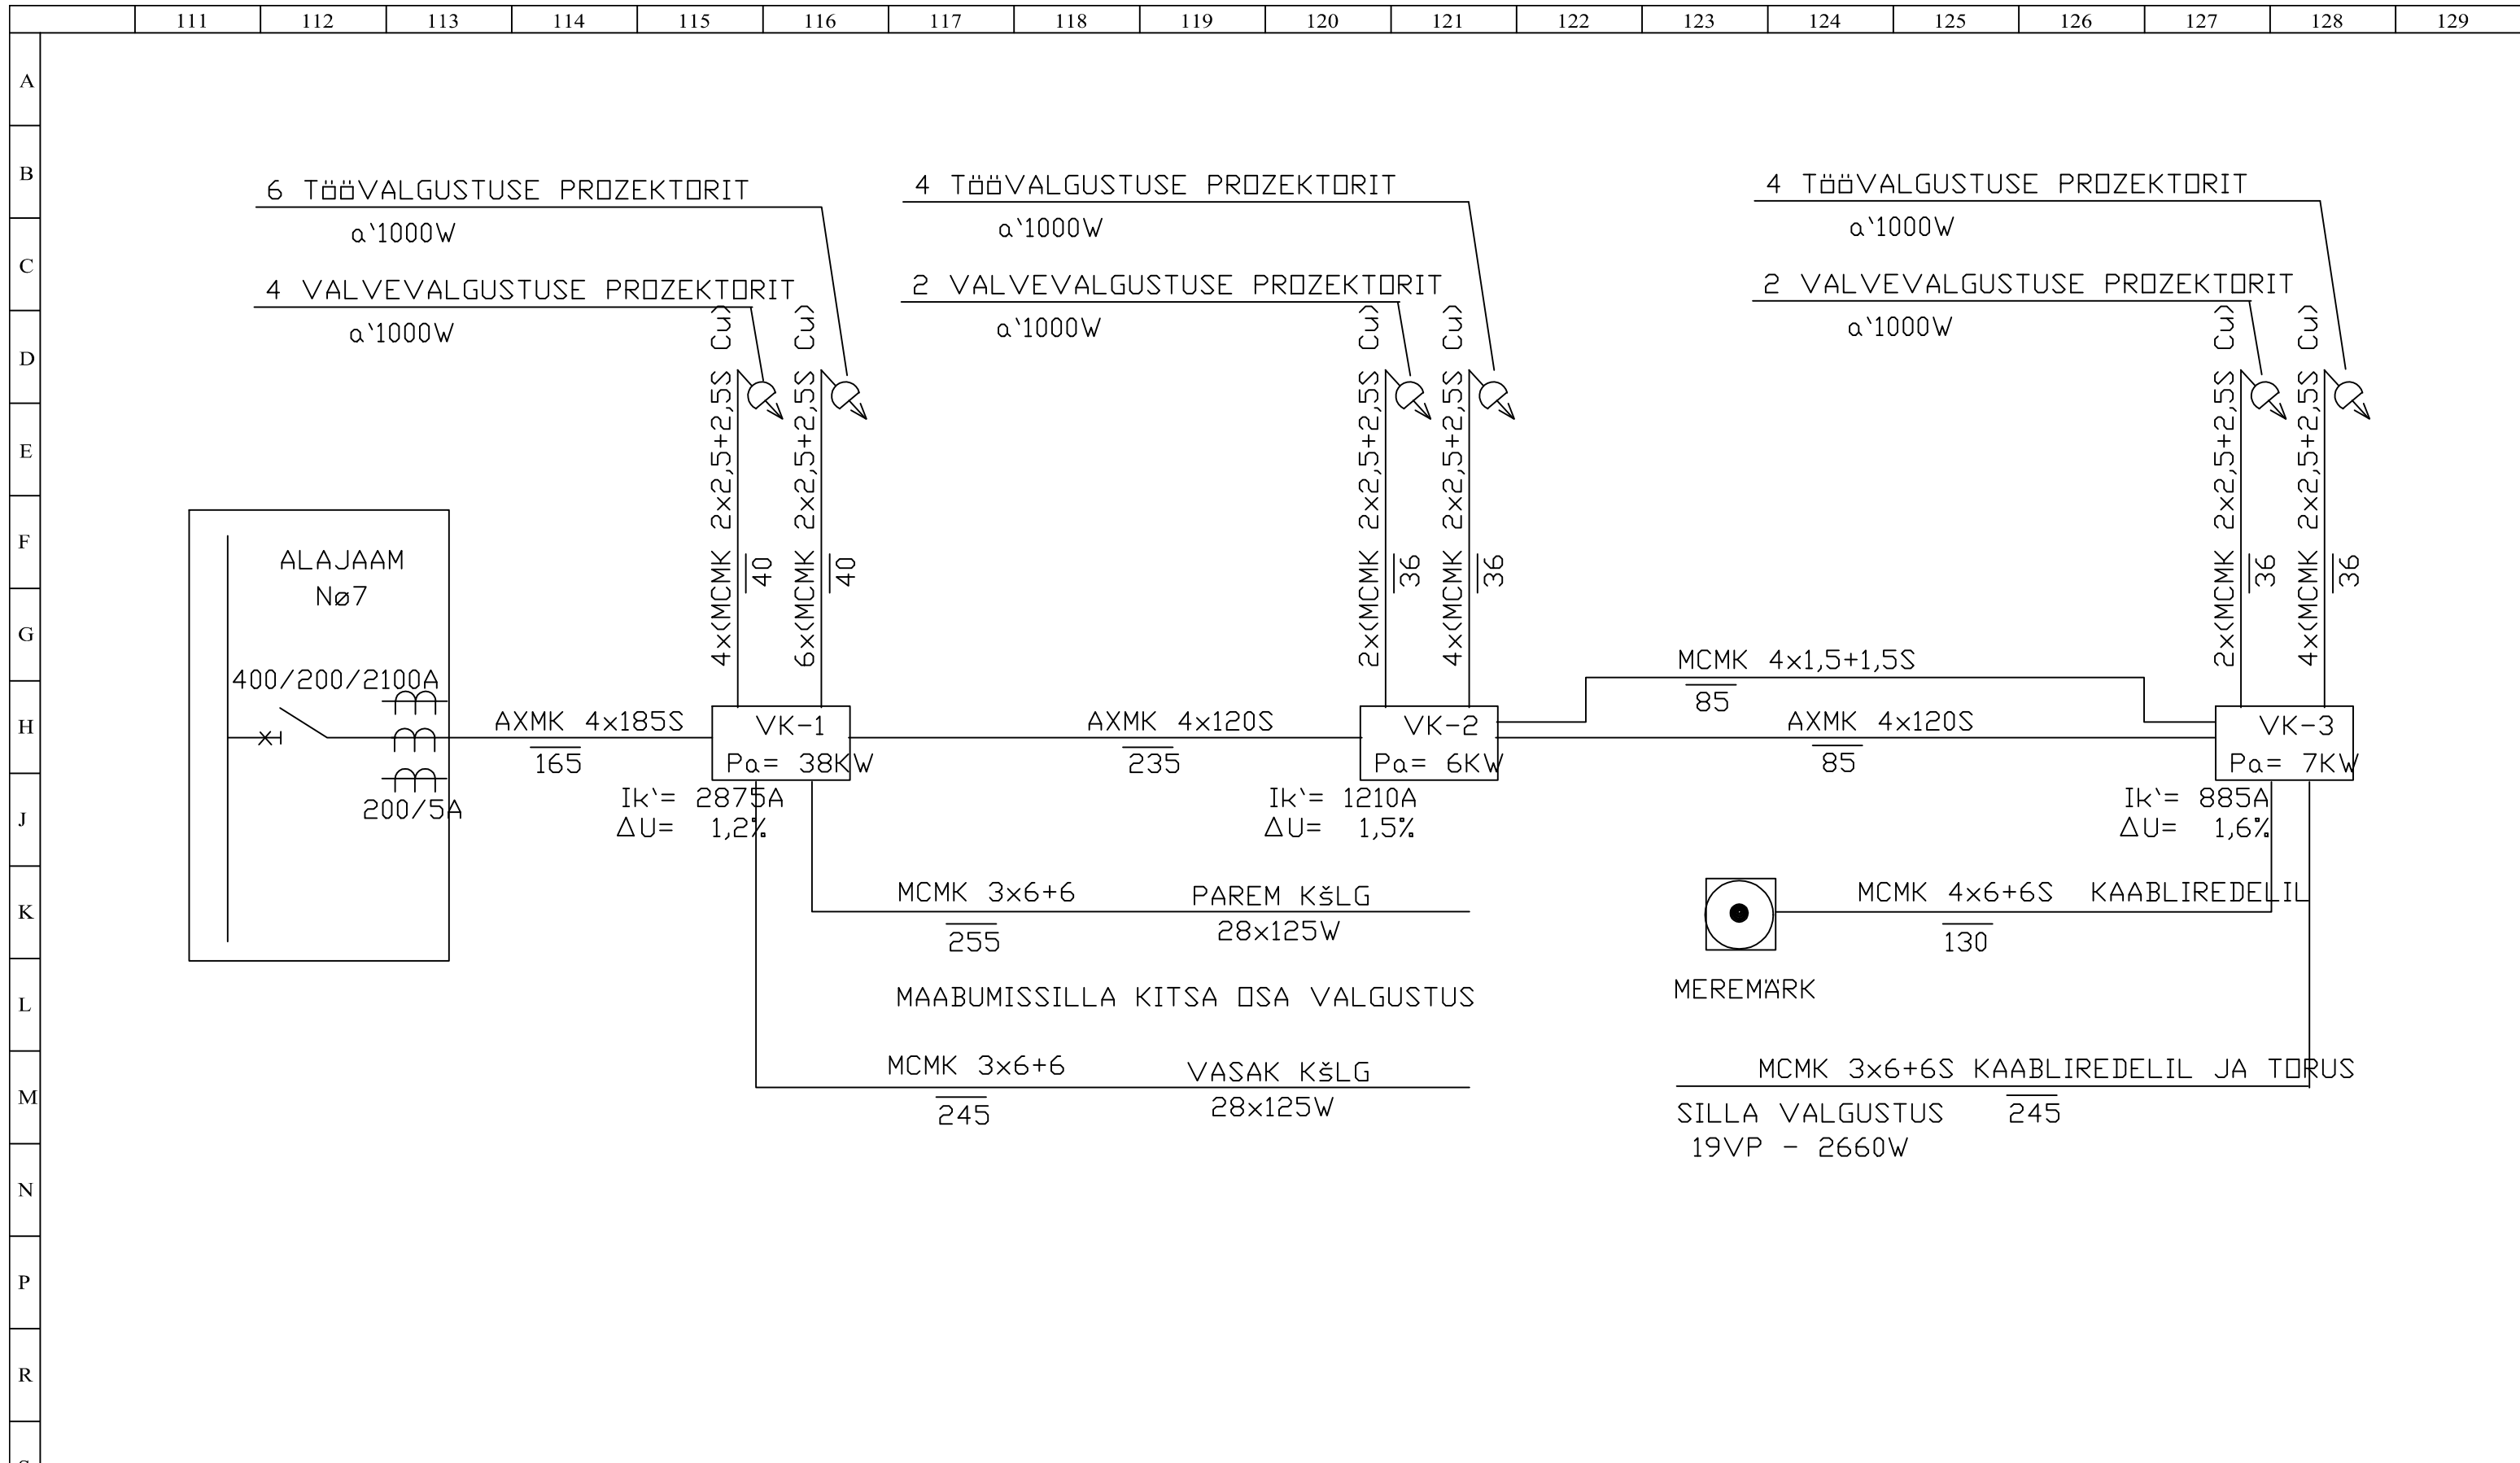 111 112 113 114 115 116 117 118 119 120 121 122 123 124 125 126 127 128 129
A
B
C
D
E
F
G
H
J
K
L
M
N
P
R
6 TööVALGUSTUSE PROZEKTORIT
a`1000W
4 VALVEVALGUSTUSE PROZEKTORIT
a`1000W
4 TööVALGUSTUSE PROZEKTORIT
a`1000W
2 VALVEVALGUSTUSE PROZEKTORIT
a`1000W
4 TööVALGUSTUSE PROZEKTORIT
a`1000W
2 VALVEVALGUSTUSE PROZEKTORIT
a`1000W
4x(MCMK 2x2,5+2,5S Cu)
40
6x(MCMK 2x2,5+2,5S Cu)
40
2x(MCMK 2x2,5+2,5S Cu)
36
4x(MCMK 2x2,5+2,5S Cu)
36
2x(MCMK 2x2,5+2,5S Cu)
36
4x(MCMK 2x2,5+2,5S Cu)
36
ALAJAAM
Nø7
400/200/2100A
200/5A
AXMK 4x185S
165
VK-1
Pa= 38KW
Ik`= 2875A
ΔU= 1,2%
AXMK 4x120S
235
VK-2
Pa= 6KW
Ik`= 1210A
ΔU= 1,5%
MCMK 4x1,5+1,5S
85
AXMK 4x120S
85
VK-3
Pa= 7KW
Ik`= 885A
ΔU= 1,6%
MCMK 3x6+6 PAREM KšLG
255 28x125W
MAABUMISSILLA KITSA OSA VALGUSTUS
MCMK 3x6+6 VASAK KšLG
245 28x125W
MCMK 4x6+6S KAABLIREDELIL
130
MEREMÄRK
MCMK 3x6+6S KAABLIREDELIL JA TORUS
SILLA VALGUSTUS 245
19VP - 2660W